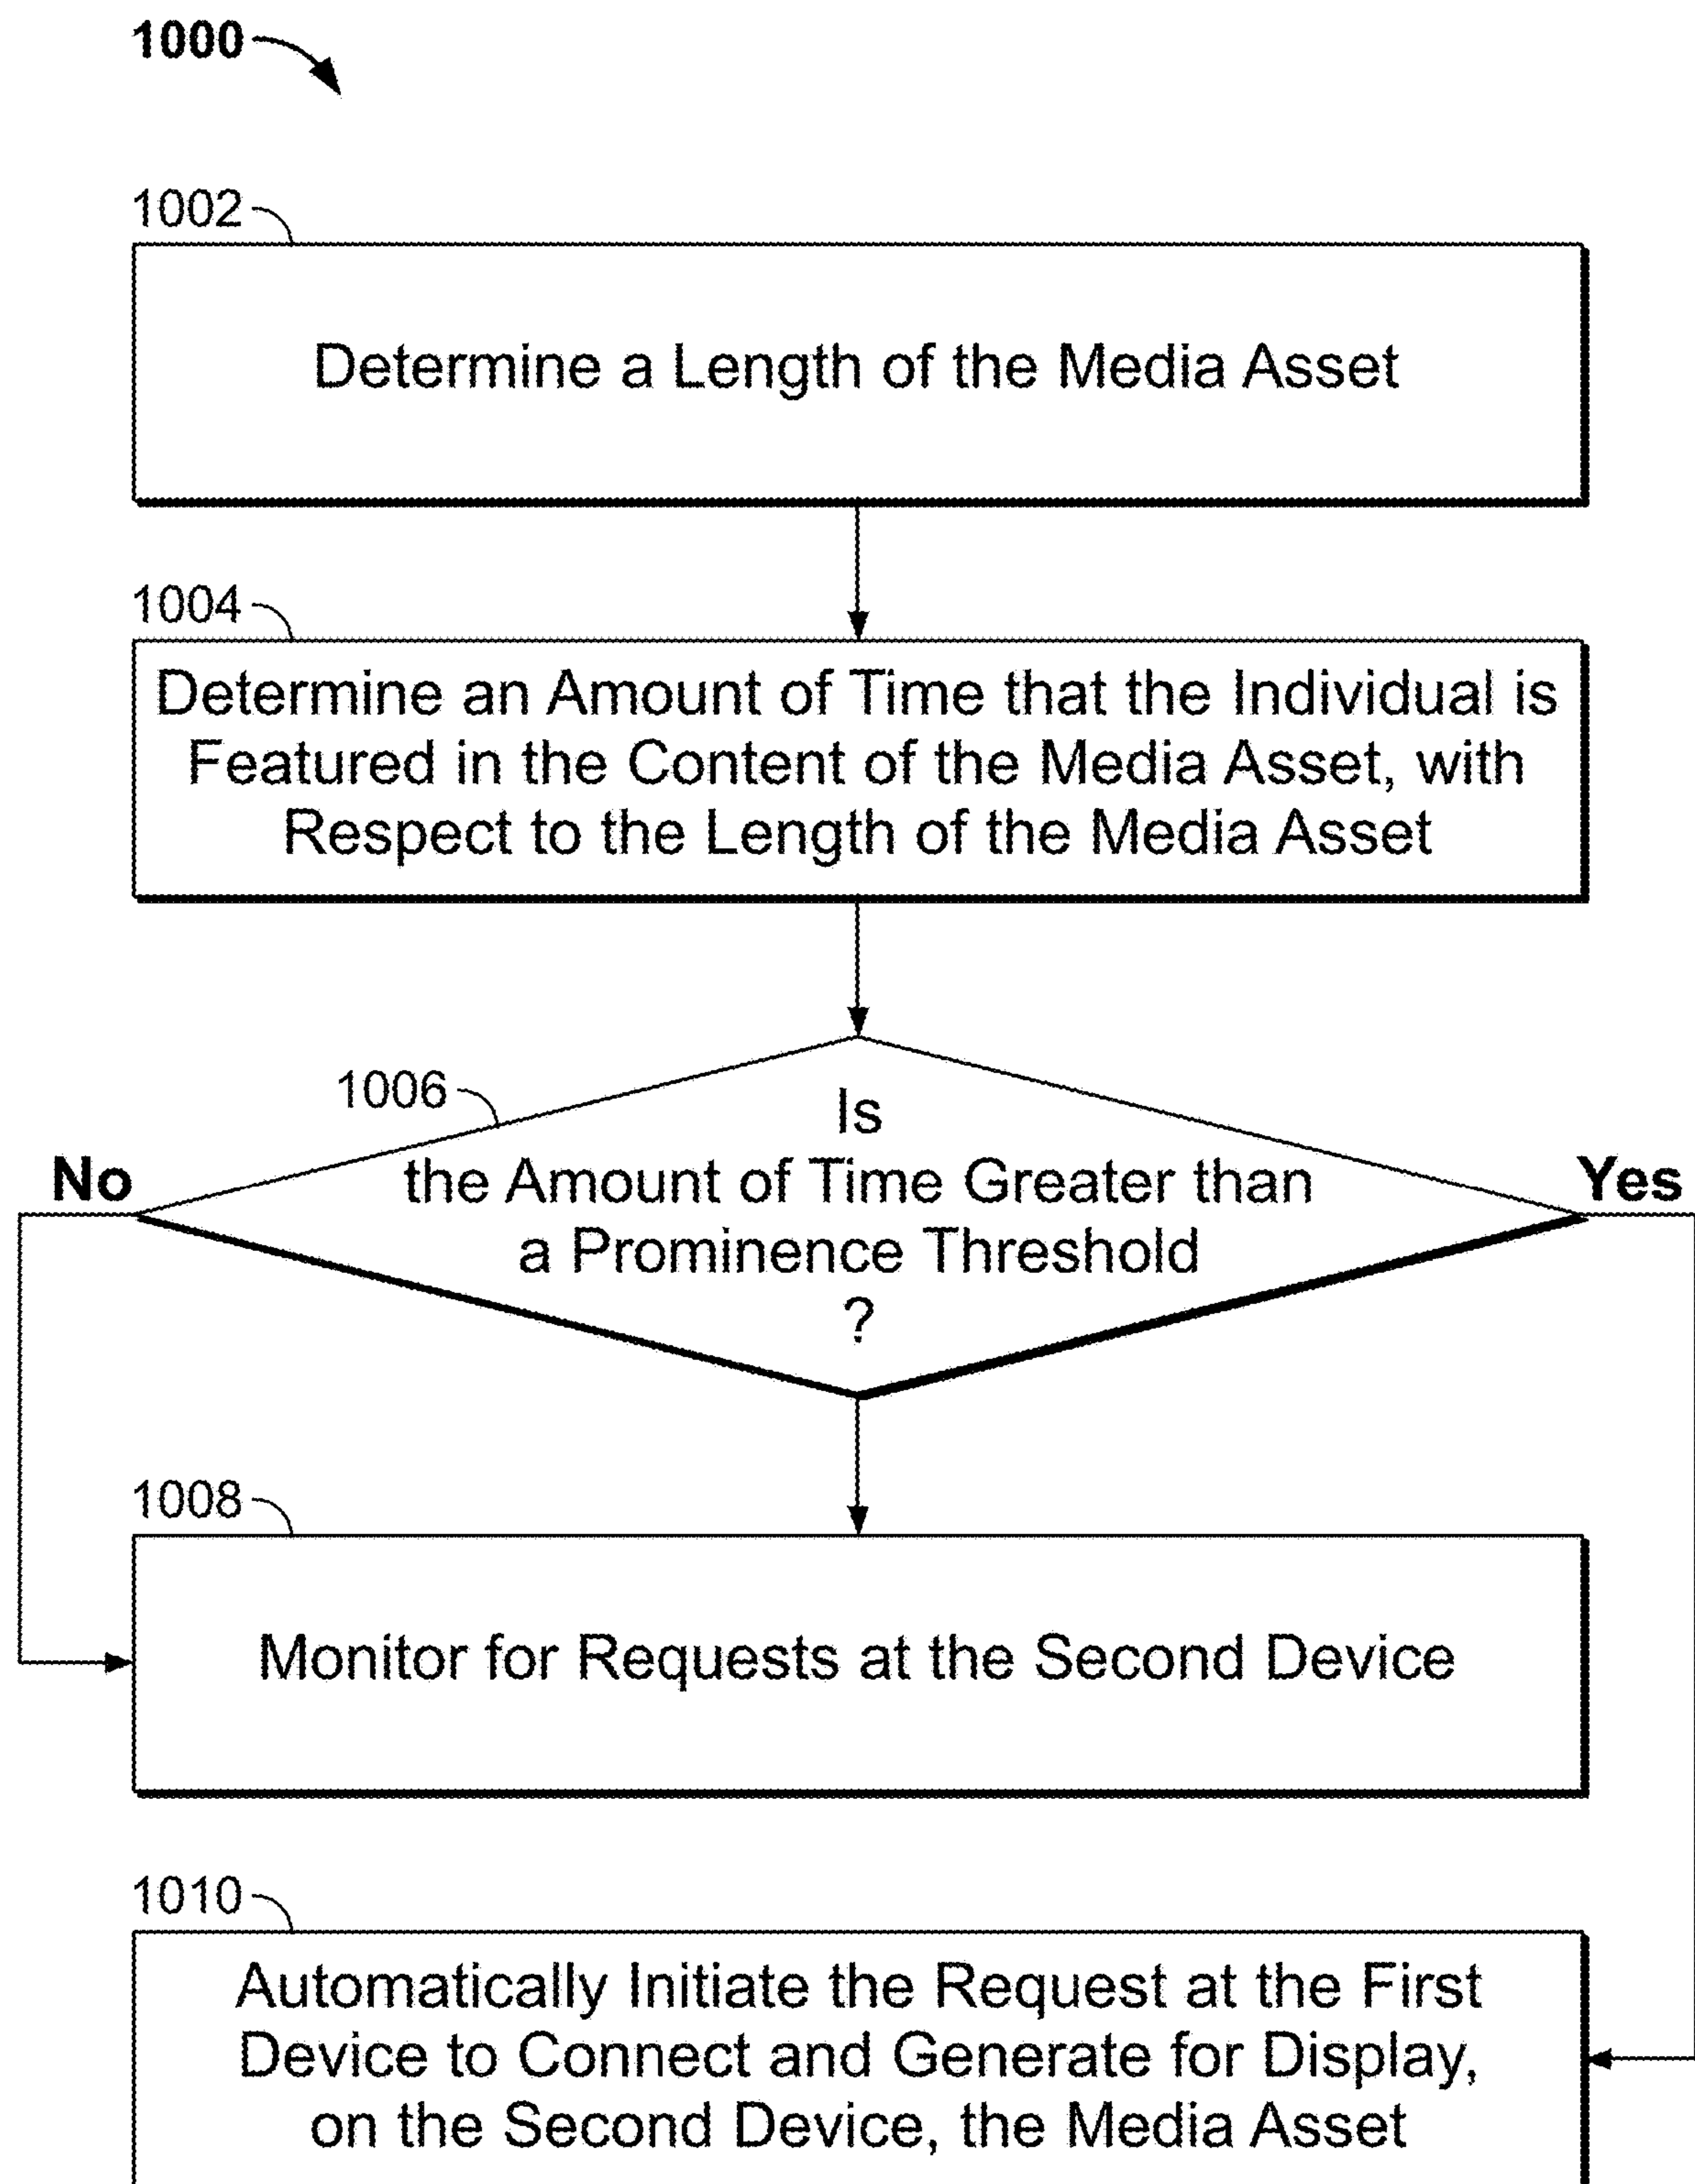 1000
1002
Determine a Length of the Media Asset
1004
Determine an Amount of Time that the Individual is
Featured in the Content of the Media Asset, with
Respect to the Length of the Media Asset
1006
Is
the Amount of Time Greater than
a Prominence Threshold
?
No
Yes
1008
Monitor for Requests at the Second Device
1010
Automatically Initiate the Request at the First
Device to Connect and Generate for Display,
on the Second Device, the Media Asset